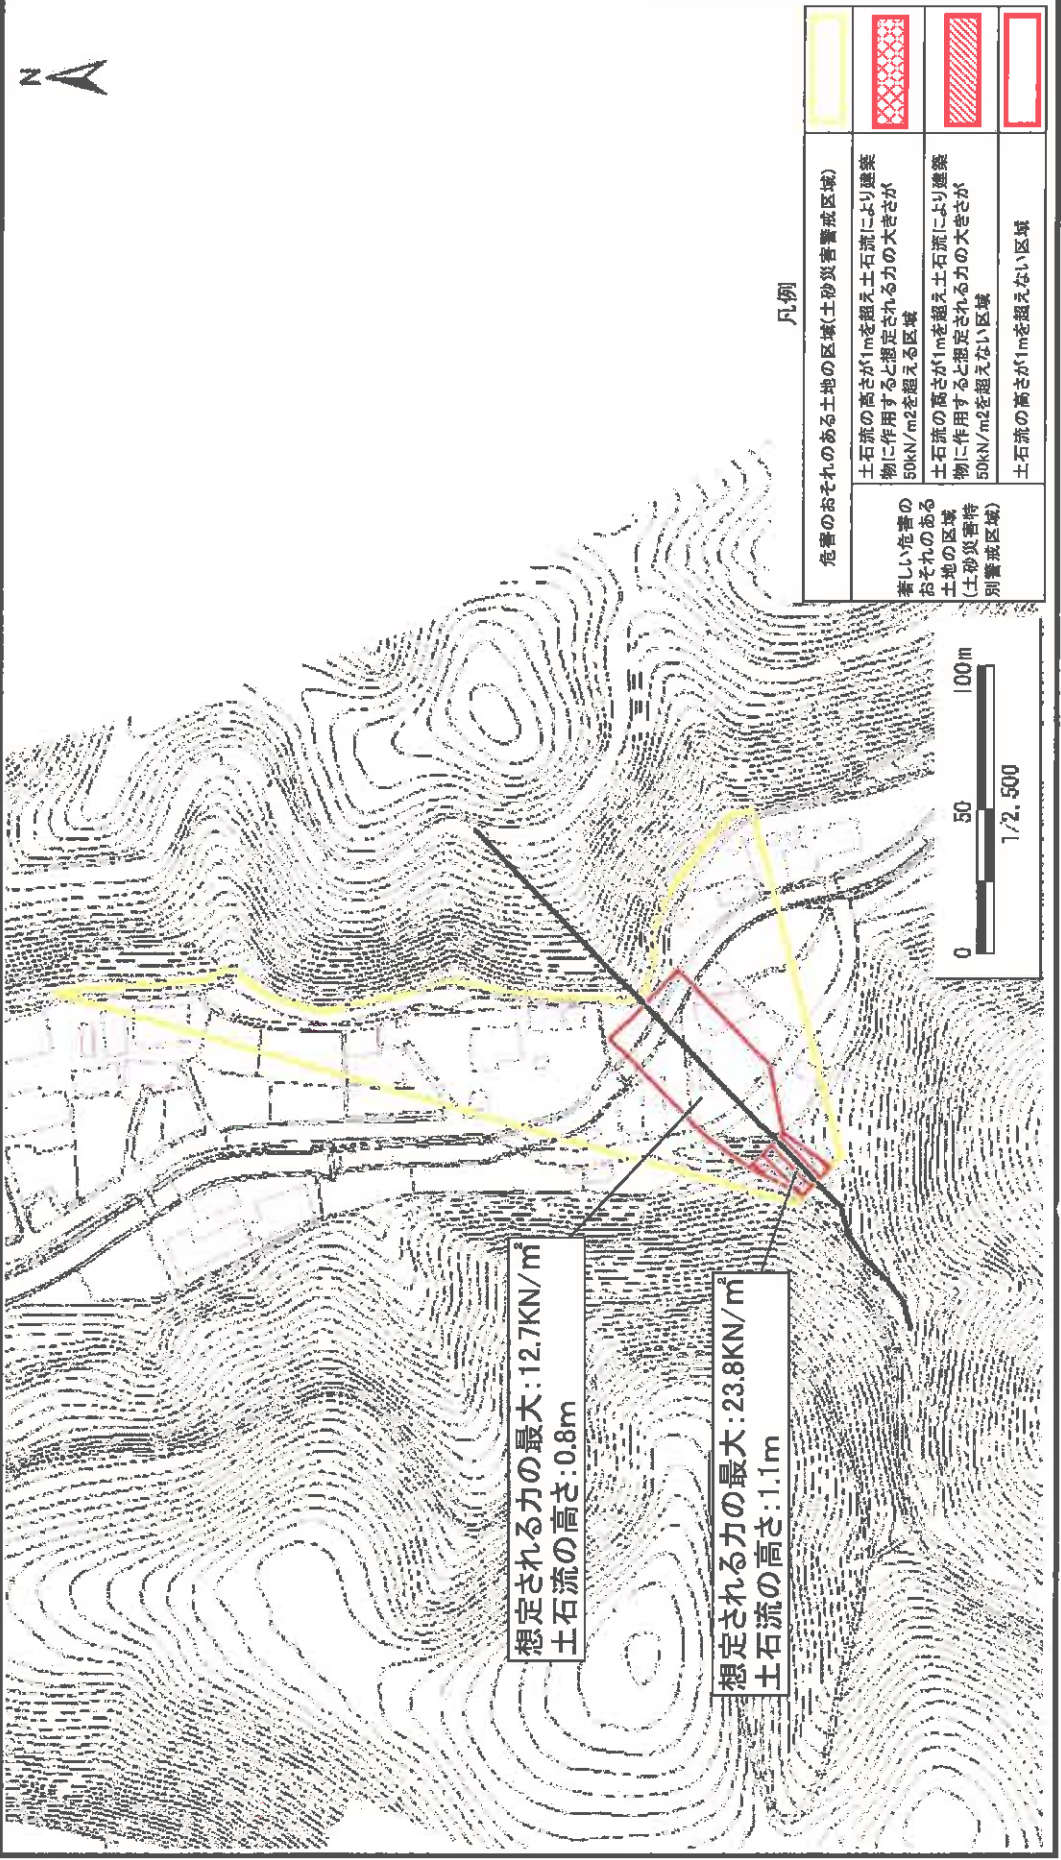 N
想定される力の最大:12.7KN/㎡
土石流の高さ:0.8m
想定される力の最大:23.8KN/㎡
土石流の高さ:1.1m
凡例
危害のおそれのある土地の区域(土砂災害警戒区域)
著しい危害の
おそれのある
土地の区域
(土砂災害特
別警戒区域)
土石流の高さが1mを超え土石流により建築
物に作用すると想定される力の大きさが
50kN/m2を超える区域
土石流の高さが1mを超え土石流により建築
物に作用すると想定される力の大きさが
50kN/m2を超えない区域
土石流の高さが1mを超えない区域
0 50 100m
1/2,500